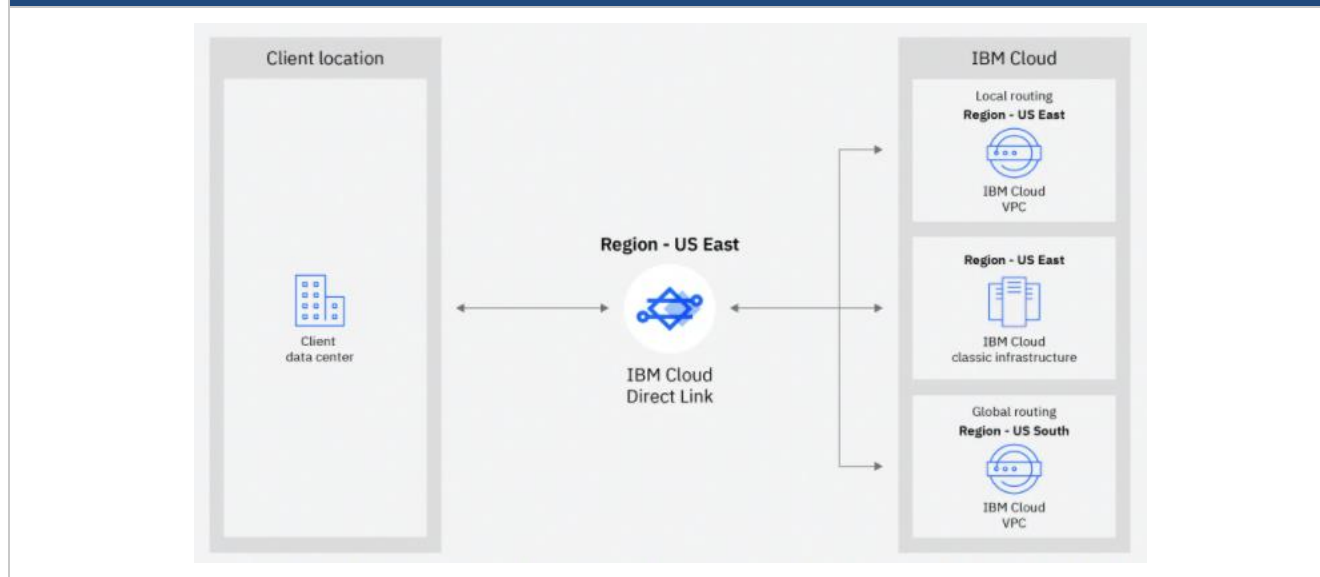 Client location
Client
data center
Region - US East
IBM Cloud
Direct Link
IBM Cloud
Local routing
Region - US East
IBM Cloud
VPC
Region - US East
IBM Cloud
classic infrastructure
Global routing
Region - US South
IBM Cloud
VPC